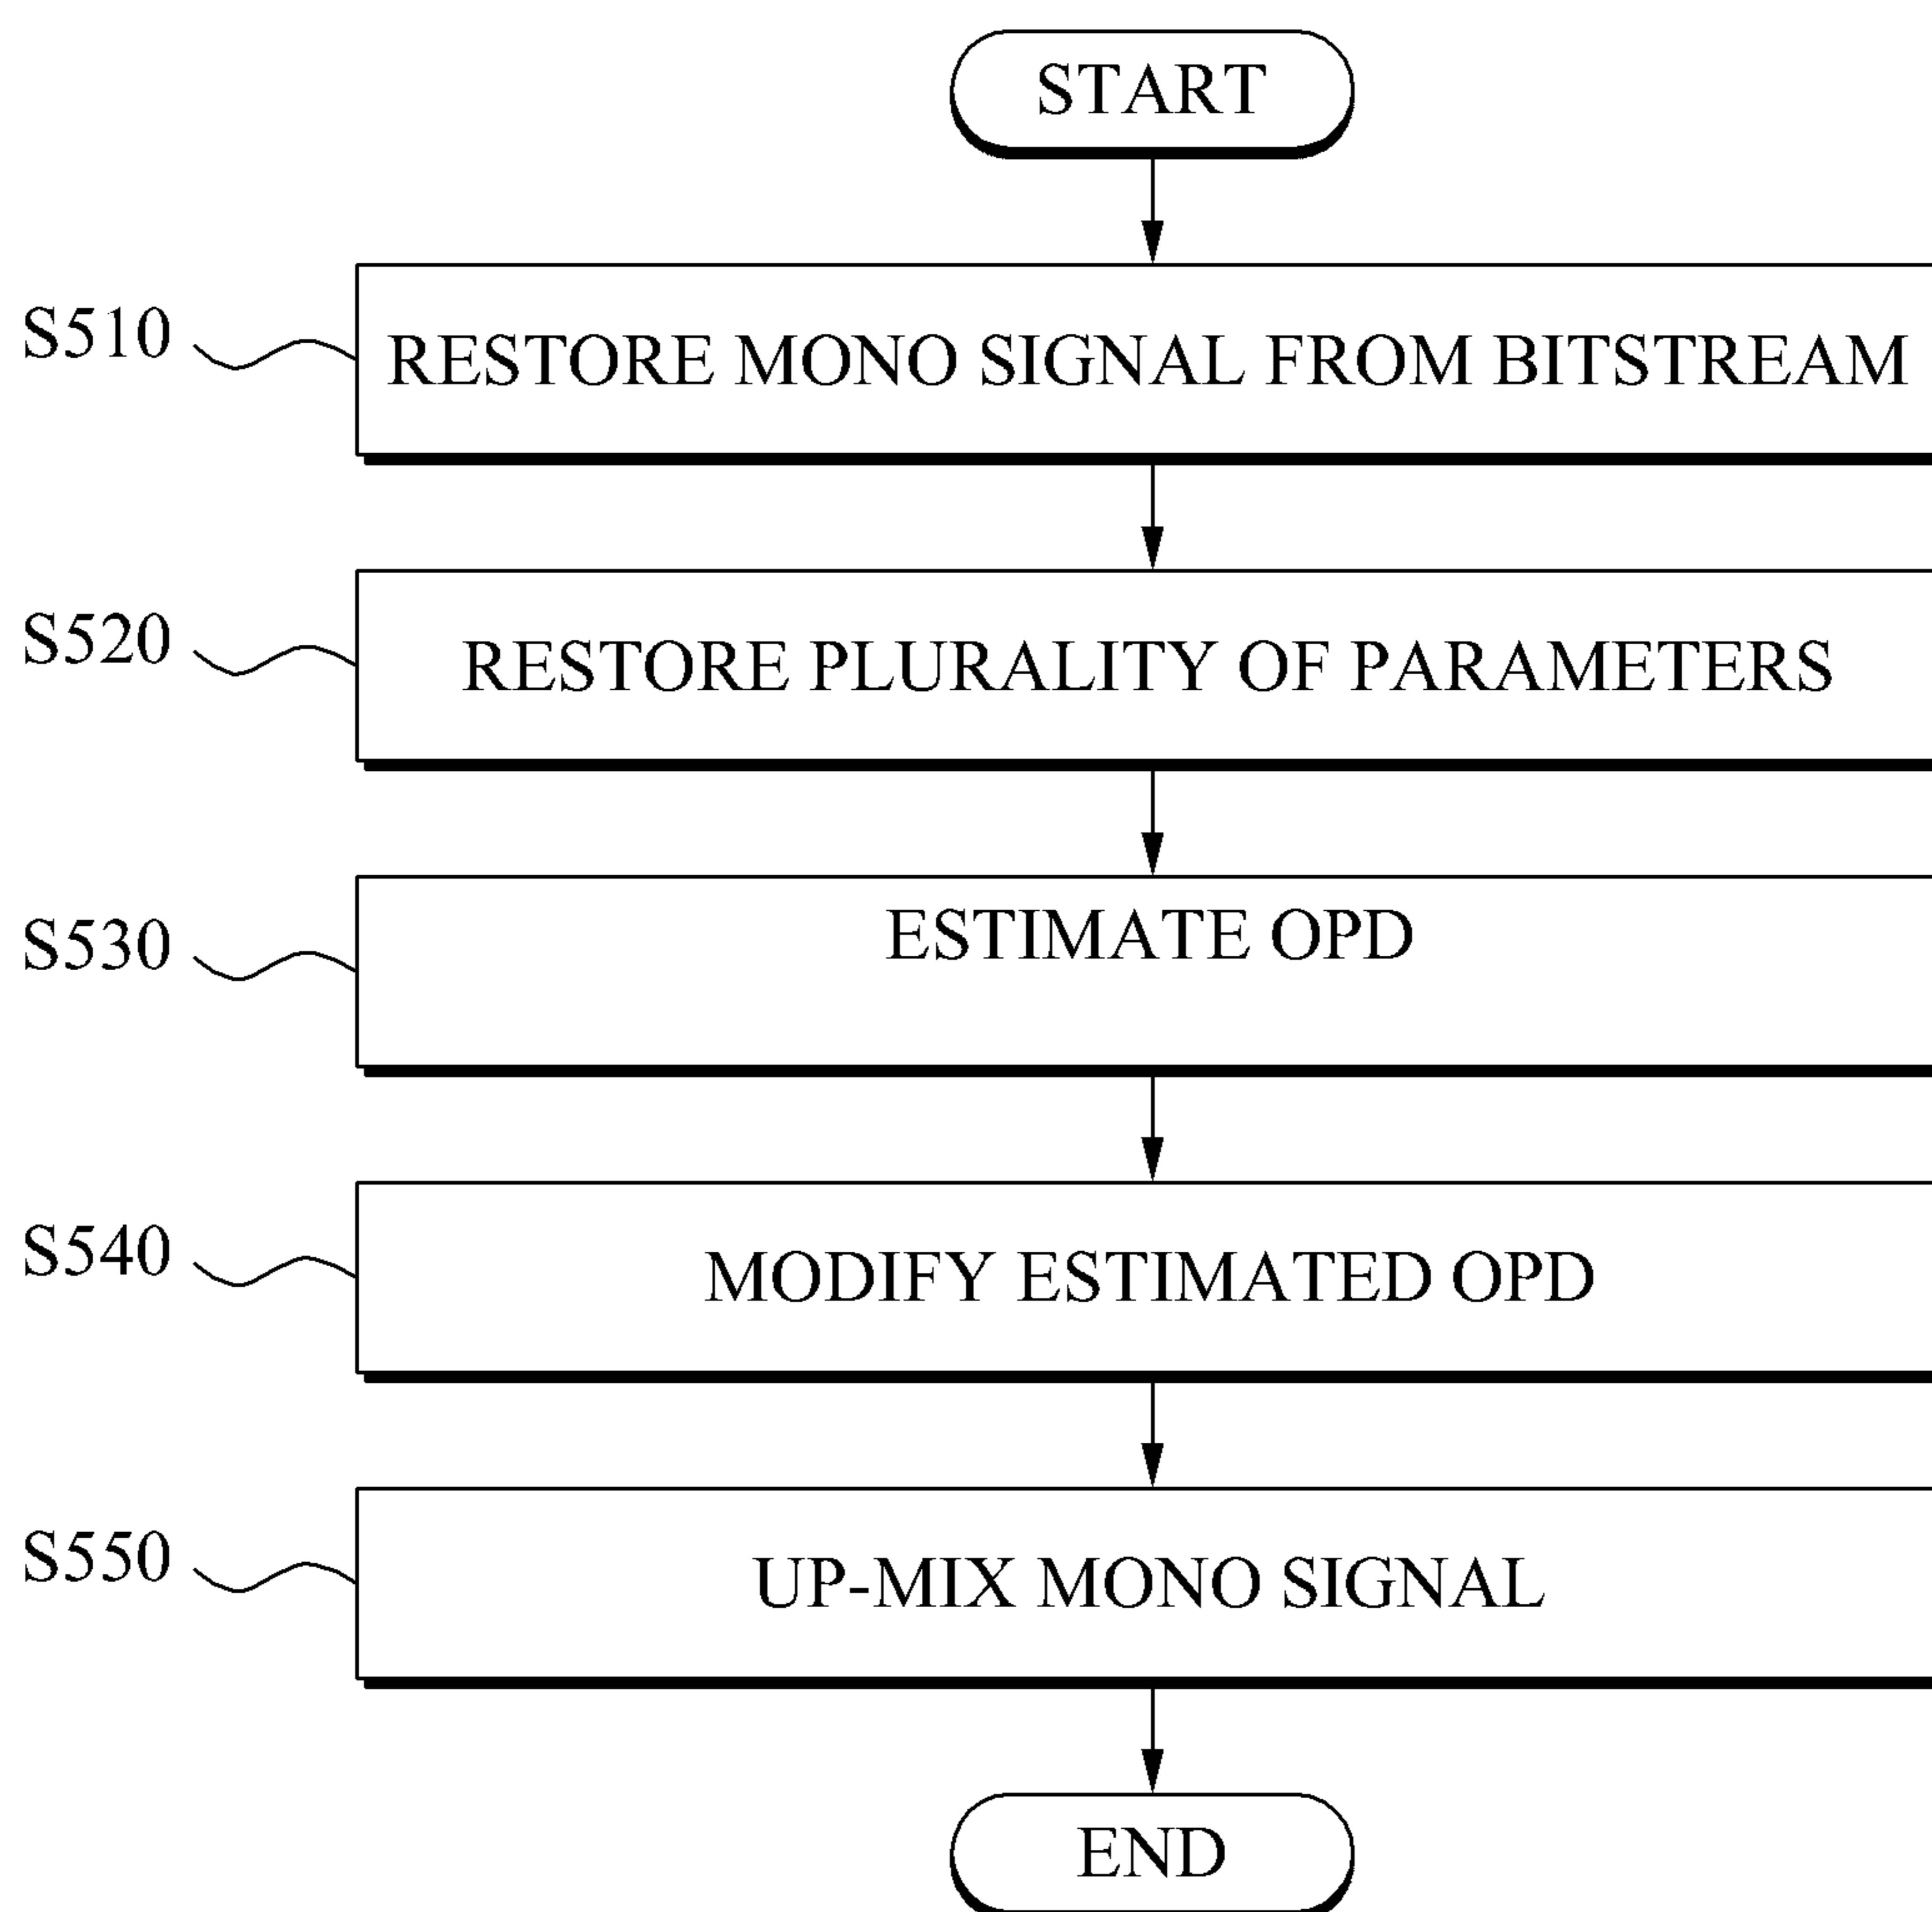 START
S510
RESTORE MONO SIGNAL FROM BITSTREAM
S520
RESTORE PLURALITY OF PARAMETERS
S530
ESTIMATE OPD
S540
MODIFY ESTIMATED OPD
S550
UP-MIX MONO SIGNAL
END